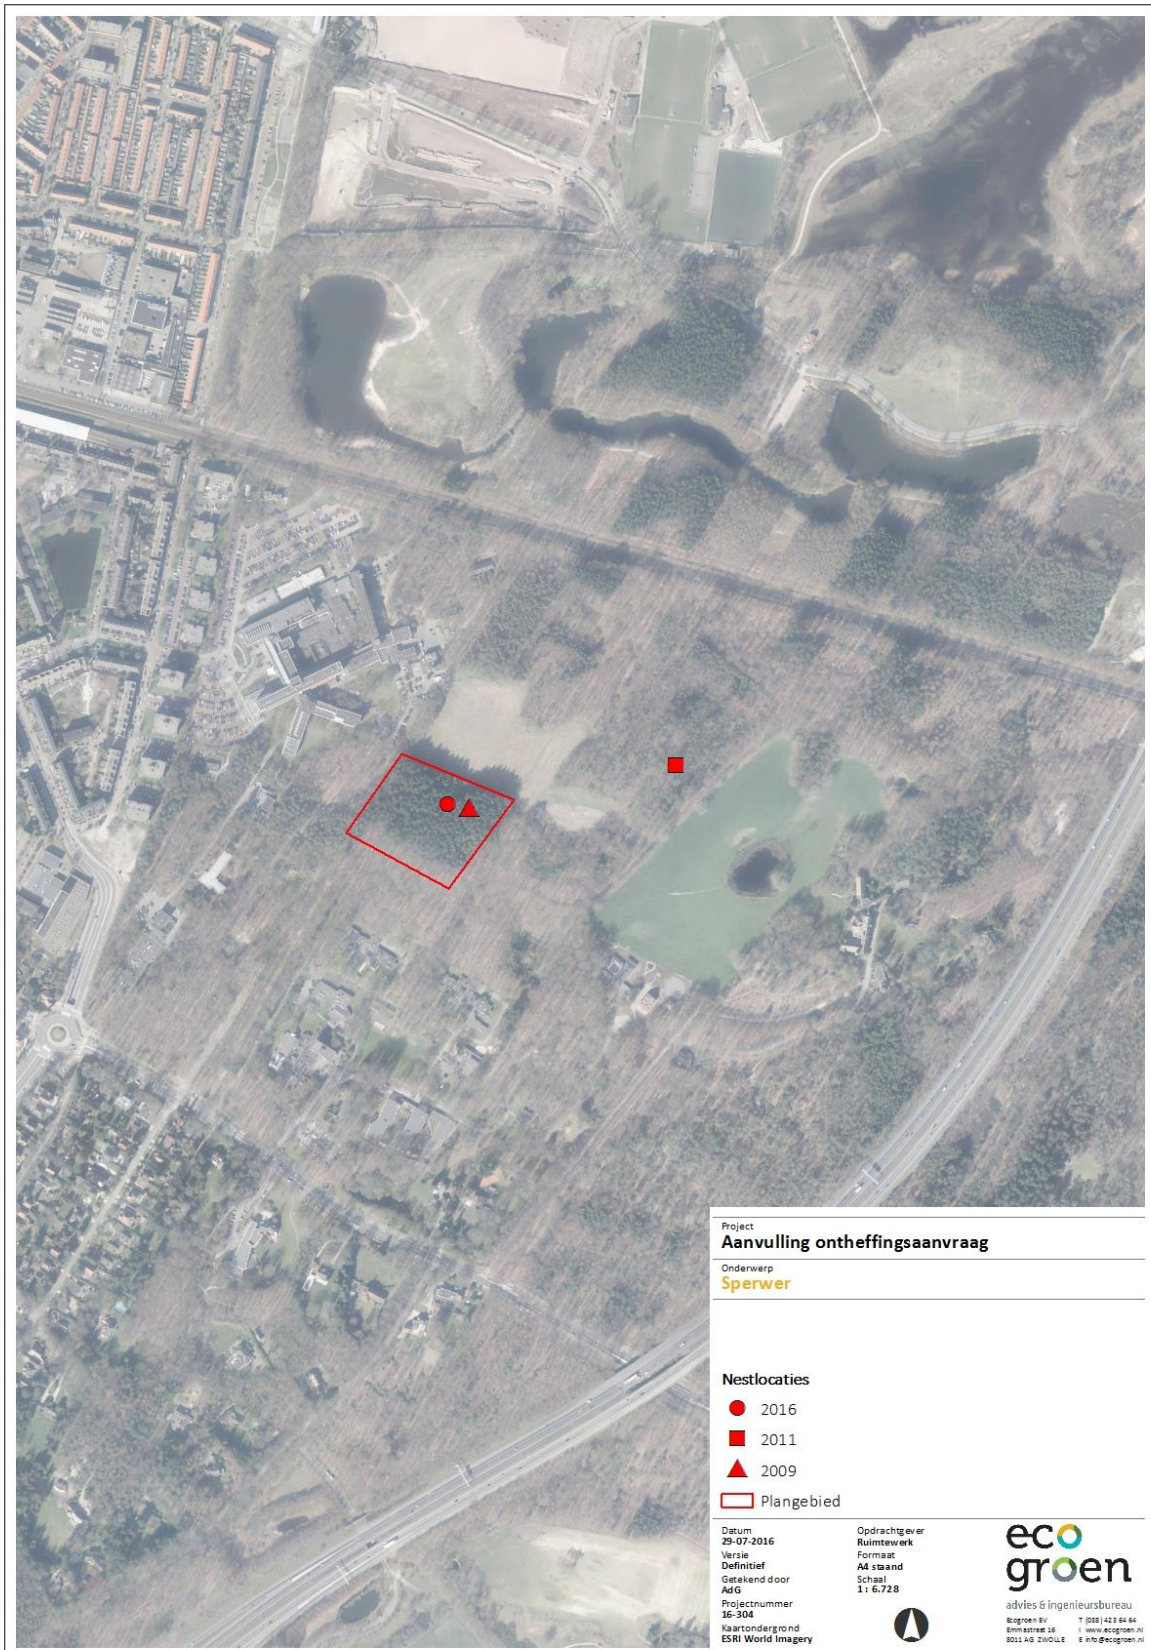 Project
Aanvulling ontheffingsaanvraag
Onderwerp
Sperwer
Nestlocaties
2016
2011
2009
Plangebied
Datum
29-07-2016
Versie
Definitief
Getekend door
AdG
Projectnummer
16-304
Kaartondergrond
ESRI World Imagery
Opdrachtgever
Ruimtewerk
Formaat
A4 staand
Schaal
1: 6.728
eco
groen
advies & ingenieursbureau
Ecogroen BV T (038) 423 64 64
Emmastraat 16 I www.ecogroen.nl
8011 AG ZWOLLE E info@ecogroen.nl